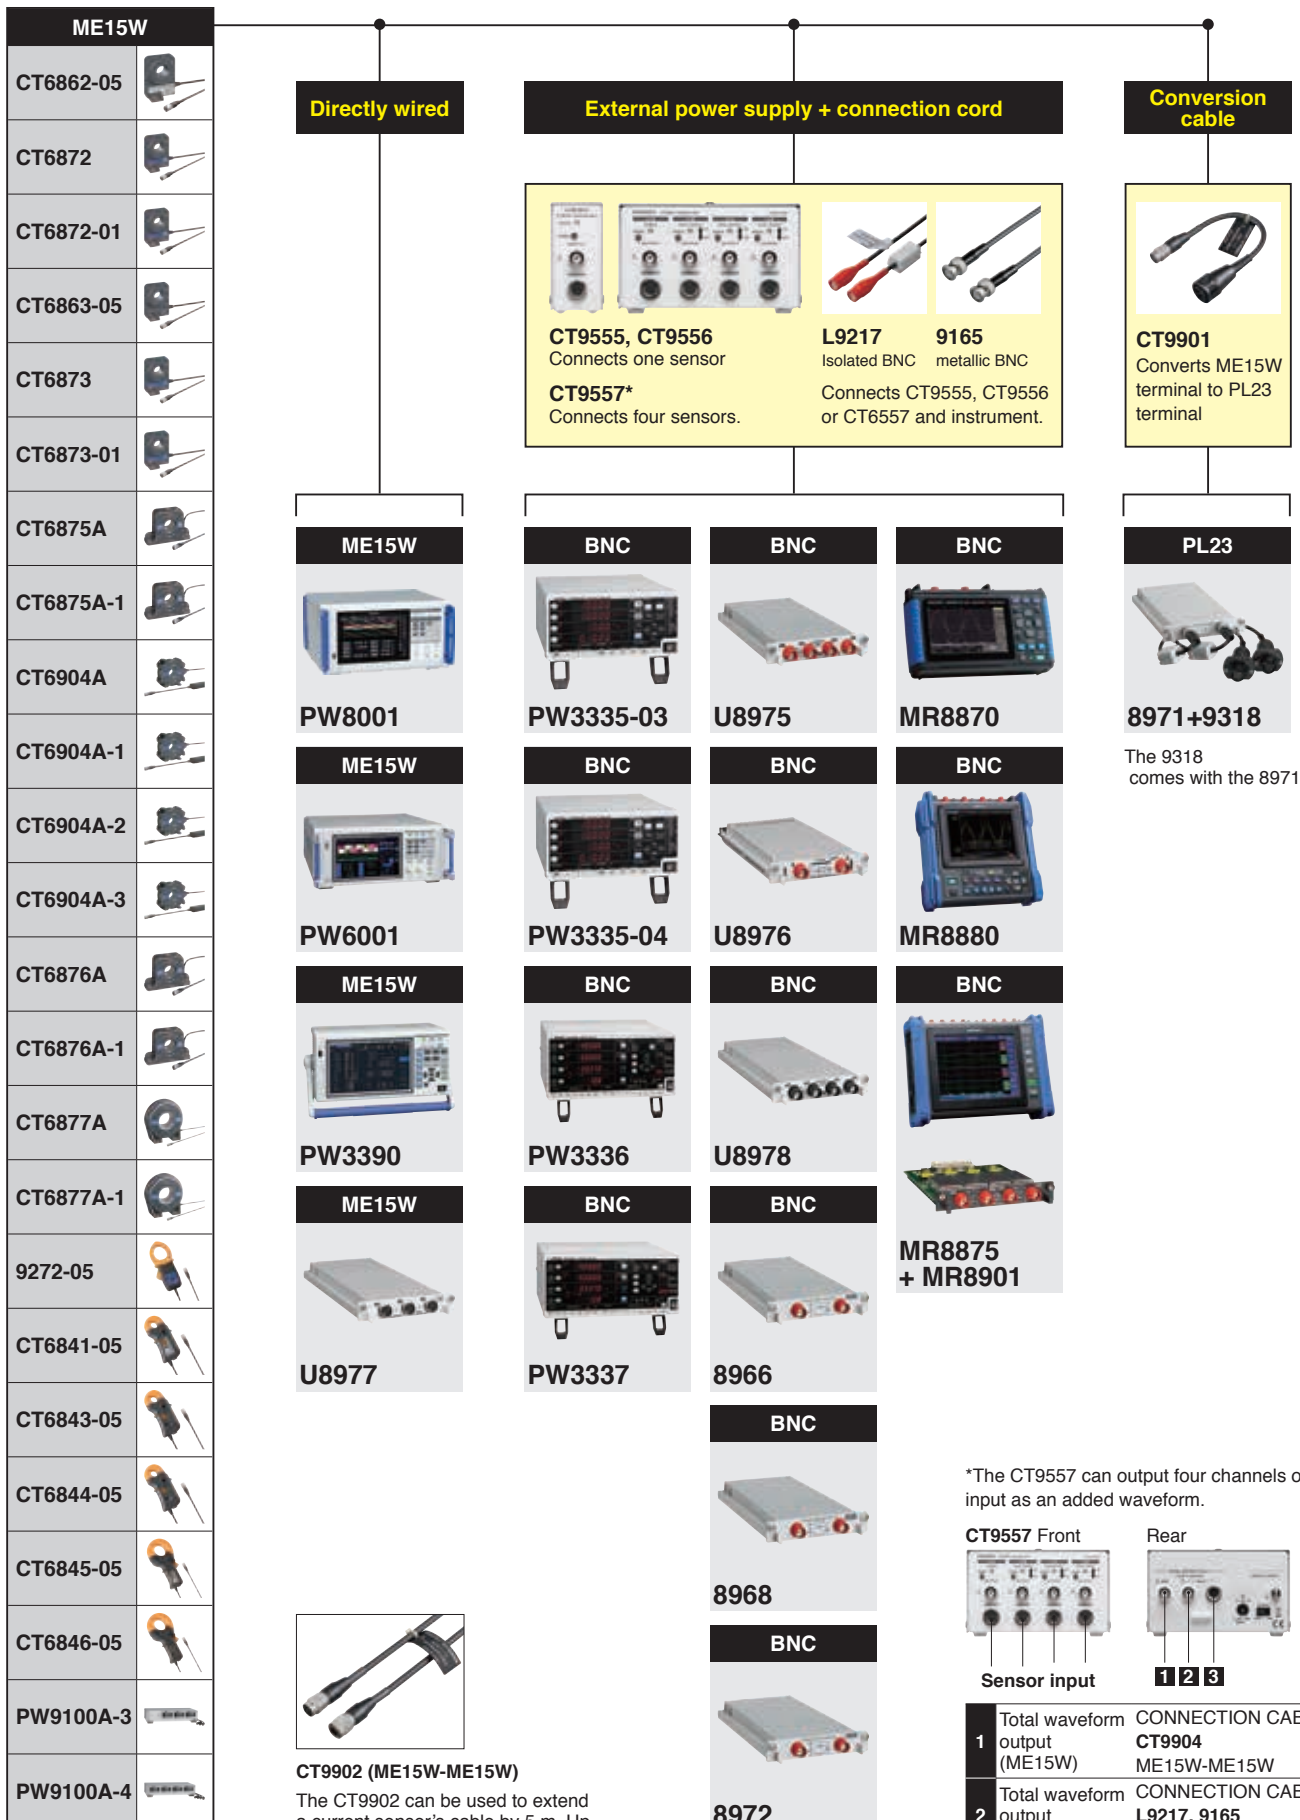 ME15W
CT6862-05
CT6872
CT6872-01
CT6863-05
CT6873
CT6873-01
CT6875A
CT6875A-1
CT6904A
CT6904A-1
CT6904A-2
CT6904A-3
CT6876A
CT6876A-1
CT6877A
CT6877A-1
9272-05
CT6841-05
CT6843-05
CT6844-05
CT6845-05
CT6846-05
PW9100A-3
PW9100A-4
Directly wired
ME15W
PW8001
ME15W
PW6001
ME15W
PW3390
ME15W
U8977
CT9902 (ME15W-ME15W)
The CT9902 can be used to extend
a current sensor's cable by 5 m. Up
External power supply + connection cord
CT9555, CT9556
Connects one sensor
CT9557*
Connects four sensors.
L9217
Isolated BNC
9165
metallic BNC
Connects CT9555, CT9556
or CT6557 and instrument.
BNC
PW3335-03
BNC
PW3335-04
BNC
PW3336
BNC
PW3337
BNC
U8975
BNC
U8976
BNC
U8978
BNC
8966
BNC
8968
BNC
8972
BNC
MR8870
BNC
MR8880
BNC
MR8875
+ MR8901
Conversion
cable
CT9901
Converts ME15W
terminal to PL23
terminal
PL23
8971+9318
The 9318
comes with the 8971
*The CT9557 can output four channels o
input as an added waveform.
CT9557 Front
Rear
Sensor input
1 2 3
1
Total waveform
output
(ME15W)
CONNECTION CAB
CT9904
ME15W-ME15W
2
Total waveform
output
CONNECTION CAB
L9217, 9165